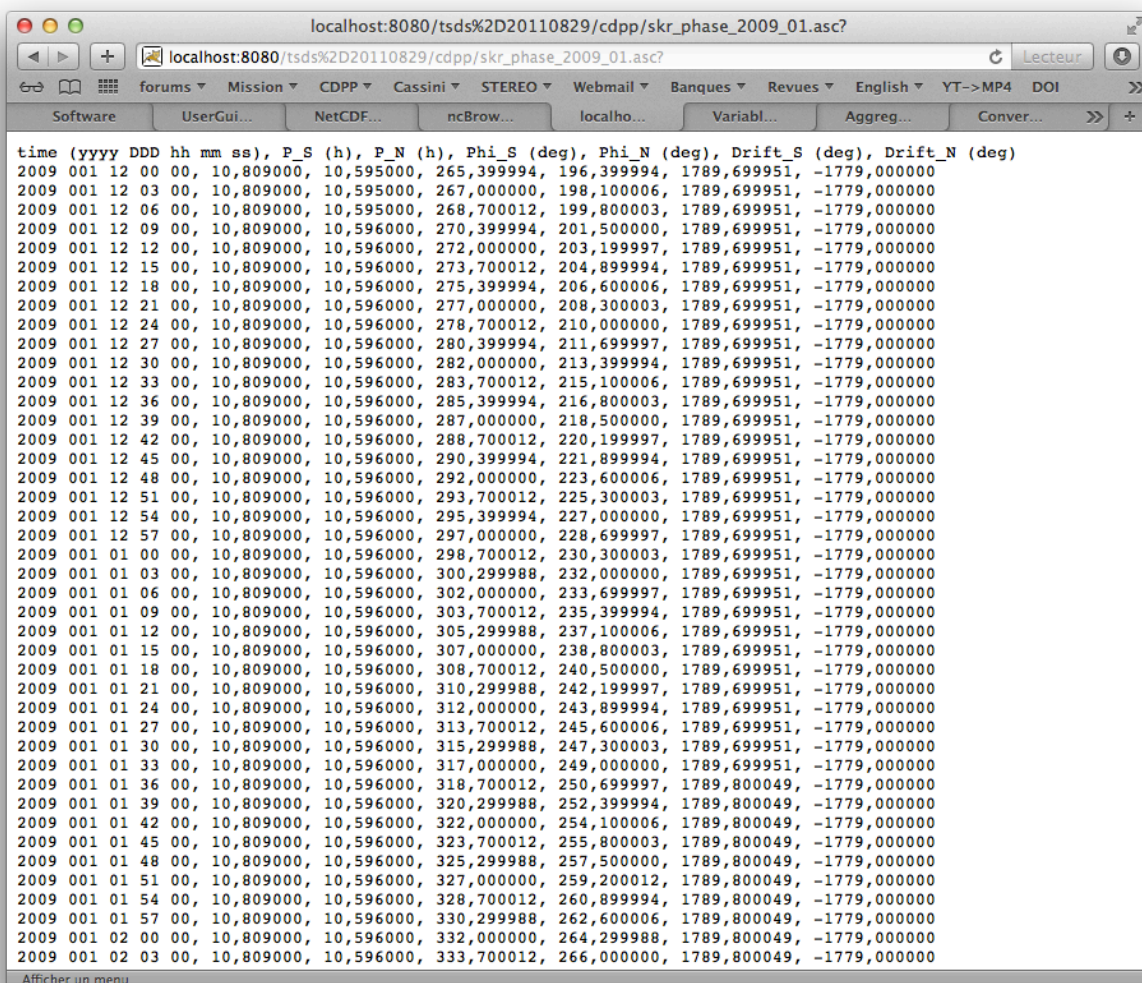 localhost:8080/tsds%2D20110829/cdpp/skr_phase_2009_01.asc?
localhost:8080/tsds%2D20110829/cdpp/skr_phase_2009_01.asc? Lecteur
forums Mission CDPP Cassini STEREO Webmail Banques Revues English YT->MP4 DOI
Software UserGui... NetCDF... ncBrow... localho... Variabl... Aggreg... Conver...
time (yyyy DDD hh mm ss), P_S (h), P_N (h), Phi_S (deg), Phi_N (deg), Drift_S (deg), Drift_N (deg)
2009 001 12 00 00, 10,809000, 10,595000, 265,399994, 196,399994, 1789,699951, -1779,000000
2009 001 12 03 00, 10,809000, 10,595000, 267,000000, 198,100006, 1789,699951, -1779,000000
2009 001 12 06 00, 10,809000, 10,595000, 268,700012, 199,800003, 1789,699951, -1779,000000
2009 001 12 09 00, 10,809000, 10,596000, 270,399994, 201,500000, 1789,699951, -1779,000000
2009 001 12 12 00, 10,809000, 10,596000, 272,000000, 203,199997, 1789,699951, -1779,000000
2009 001 12 15 00, 10,809000, 10,596000, 273,700012, 204,899994, 1789,699951, -1779,000000
2009 001 12 18 00, 10,809000, 10,596000, 275,399994, 206,600006, 1789,699951, -1779,000000
2009 001 12 21 00, 10,809000, 10,596000, 277,000000, 208,300003, 1789,699951, -1779,000000
2009 001 12 24 00, 10,809000, 10,596000, 278,700012, 210,000000, 1789,699951, -1779,000000
2009 001 12 27 00, 10,809000, 10,596000, 280,399994, 211,699997, 1789,699951, -1779,000000
2009 001 12 30 00, 10,809000, 10,596000, 282,000000, 213,399994, 1789,699951, -1779,000000
2009 001 12 33 00, 10,809000, 10,596000, 283,700012, 215,100006, 1789,699951, -1779,000000
2009 001 12 36 00, 10,809000, 10,596000, 285,399994, 216,800003, 1789,699951, -1779,000000
2009 001 12 39 00, 10,809000, 10,596000, 287,000000, 218,500000, 1789,699951, -1779,000000
2009 001 12 42 00, 10,809000, 10,596000, 288,700012, 220,199997, 1789,699951, -1779,000000
2009 001 12 45 00, 10,809000, 10,596000, 290,399994, 221,899994, 1789,699951, -1779,000000
2009 001 12 48 00, 10,809000, 10,596000, 292,000000, 223,600006, 1789,699951, -1779,000000
2009 001 12 51 00, 10,809000, 10,596000, 293,700012, 225,300003, 1789,699951, -1779,000000
2009 001 12 54 00, 10,809000, 10,596000, 295,399994, 227,000000, 1789,699951, -1779,000000
2009 001 12 57 00, 10,809000, 10,596000, 297,000000, 228,699997, 1789,699951, -1779,000000
2009 001 01 00 00, 10,809000, 10,596000, 298,700012, 230,300003, 1789,699951, -1779,000000
2009 001 01 03 00, 10,809000, 10,596000, 300,299988, 232,000000, 1789,699951, -1779,000000
2009 001 01 06 00, 10,809000, 10,596000, 302,000000, 233,699997, 1789,699951, -1779,000000
2009 001 01 09 00, 10,809000, 10,596000, 303,700012, 235,399994, 1789,699951, -1779,000000
2009 001 01 12 00, 10,809000, 10,596000, 305,299988, 237,100006, 1789,699951, -1779,000000
2009 001 01 15 00, 10,809000, 10,596000, 307,000000, 238,800003, 1789,699951, -1779,000000
2009 001 01 18 00, 10,809000, 10,596000, 308,700012, 240,500000, 1789,699951, -1779,000000
2009 001 01 21 00, 10,809000, 10,596000, 310,299988, 242,199997, 1789,699951, -1779,000000
2009 001 01 24 00, 10,809000, 10,596000, 312,000000, 243,899994, 1789,699951, -1779,000000
2009 001 01 27 00, 10,809000, 10,596000, 313,700012, 245,600006, 1789,699951, -1779,000000
2009 001 01 30 00, 10,809000, 10,596000, 315,299988, 247,300003, 1789,699951, -1779,000000
2009 001 01 33 00, 10,809000, 10,596000, 317,000000, 249,000000, 1789,699951, -1779,000000
2009 001 01 36 00, 10,809000, 10,596000, 318,700012, 250,699997, 1789,800049, -1779,000000
2009 001 01 39 00, 10,809000, 10,596000, 320,299988, 252,399994, 1789,800049, -1779,000000
2009 001 01 42 00, 10,809000, 10,596000, 322,000000, 254,100006, 1789,800049, -1779,000000
2009 001 01 45 00, 10,809000, 10,596000, 323,700012, 255,800003, 1789,800049, -1779,000000
2009 001 01 48 00, 10,809000, 10,596000, 325,299988, 257,500000, 1789,800049, -1779,000000
2009 001 01 51 00, 10,809000, 10,596000, 327,000000, 259,200012, 1789,800049, -1779,000000
2009 001 01 54 00, 10,809000, 10,596000, 328,700012, 260,899994, 1789,800049, -1779,000000
2009 001 01 57 00, 10,809000, 10,596000, 330,299988, 262,600006, 1789,800049, -1779,000000
2009 001 02 00 00, 10,809000, 10,596000, 332,000000, 264,299988, 1789,800049, -1779,000000
2009 001 02 03 00, 10,809000, 10,596000, 333,700012, 266,000000, 1789,800049, -1779,000000
Afficher un menu